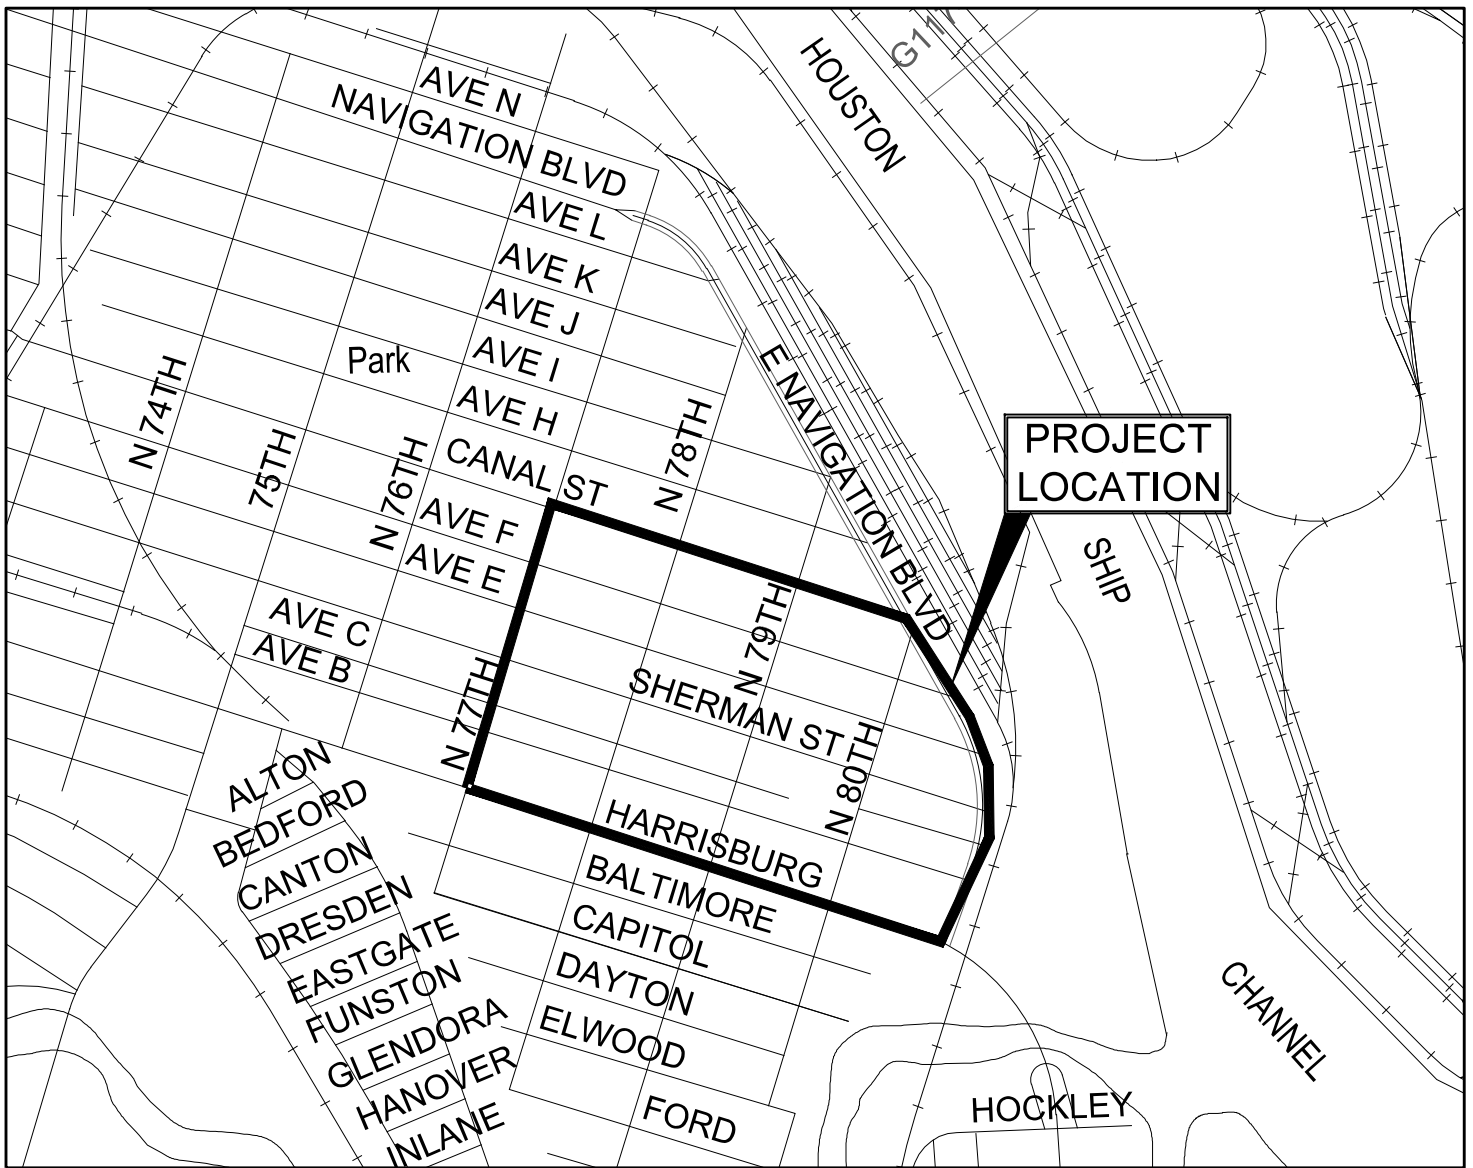 G117
HOUSTON
AVE N
NAVIGATION BLVD
AVE L
AVE K
AVE J
AVE I
AVE H
CANAL ST
AVE F
AVE E
AVE C
AVE B
Park
N 74TH
75TH
N 76TH
N 77TH
N 78TH
N 79TH
N 80TH
E NAVIGATION BLVD
PROJECT
LOCATION
SHIP
SHERMAN ST
HARRISBURG
BALTIMORE
CAPITOL
DAYTON
ELWOOD
FORD
ALTON
BEDFORD
CANTON
DRESDEN
EASTGATE
FUNSTON
GLENDORA
HANOVER
INLANE
CHANNEL
HOCKLEY